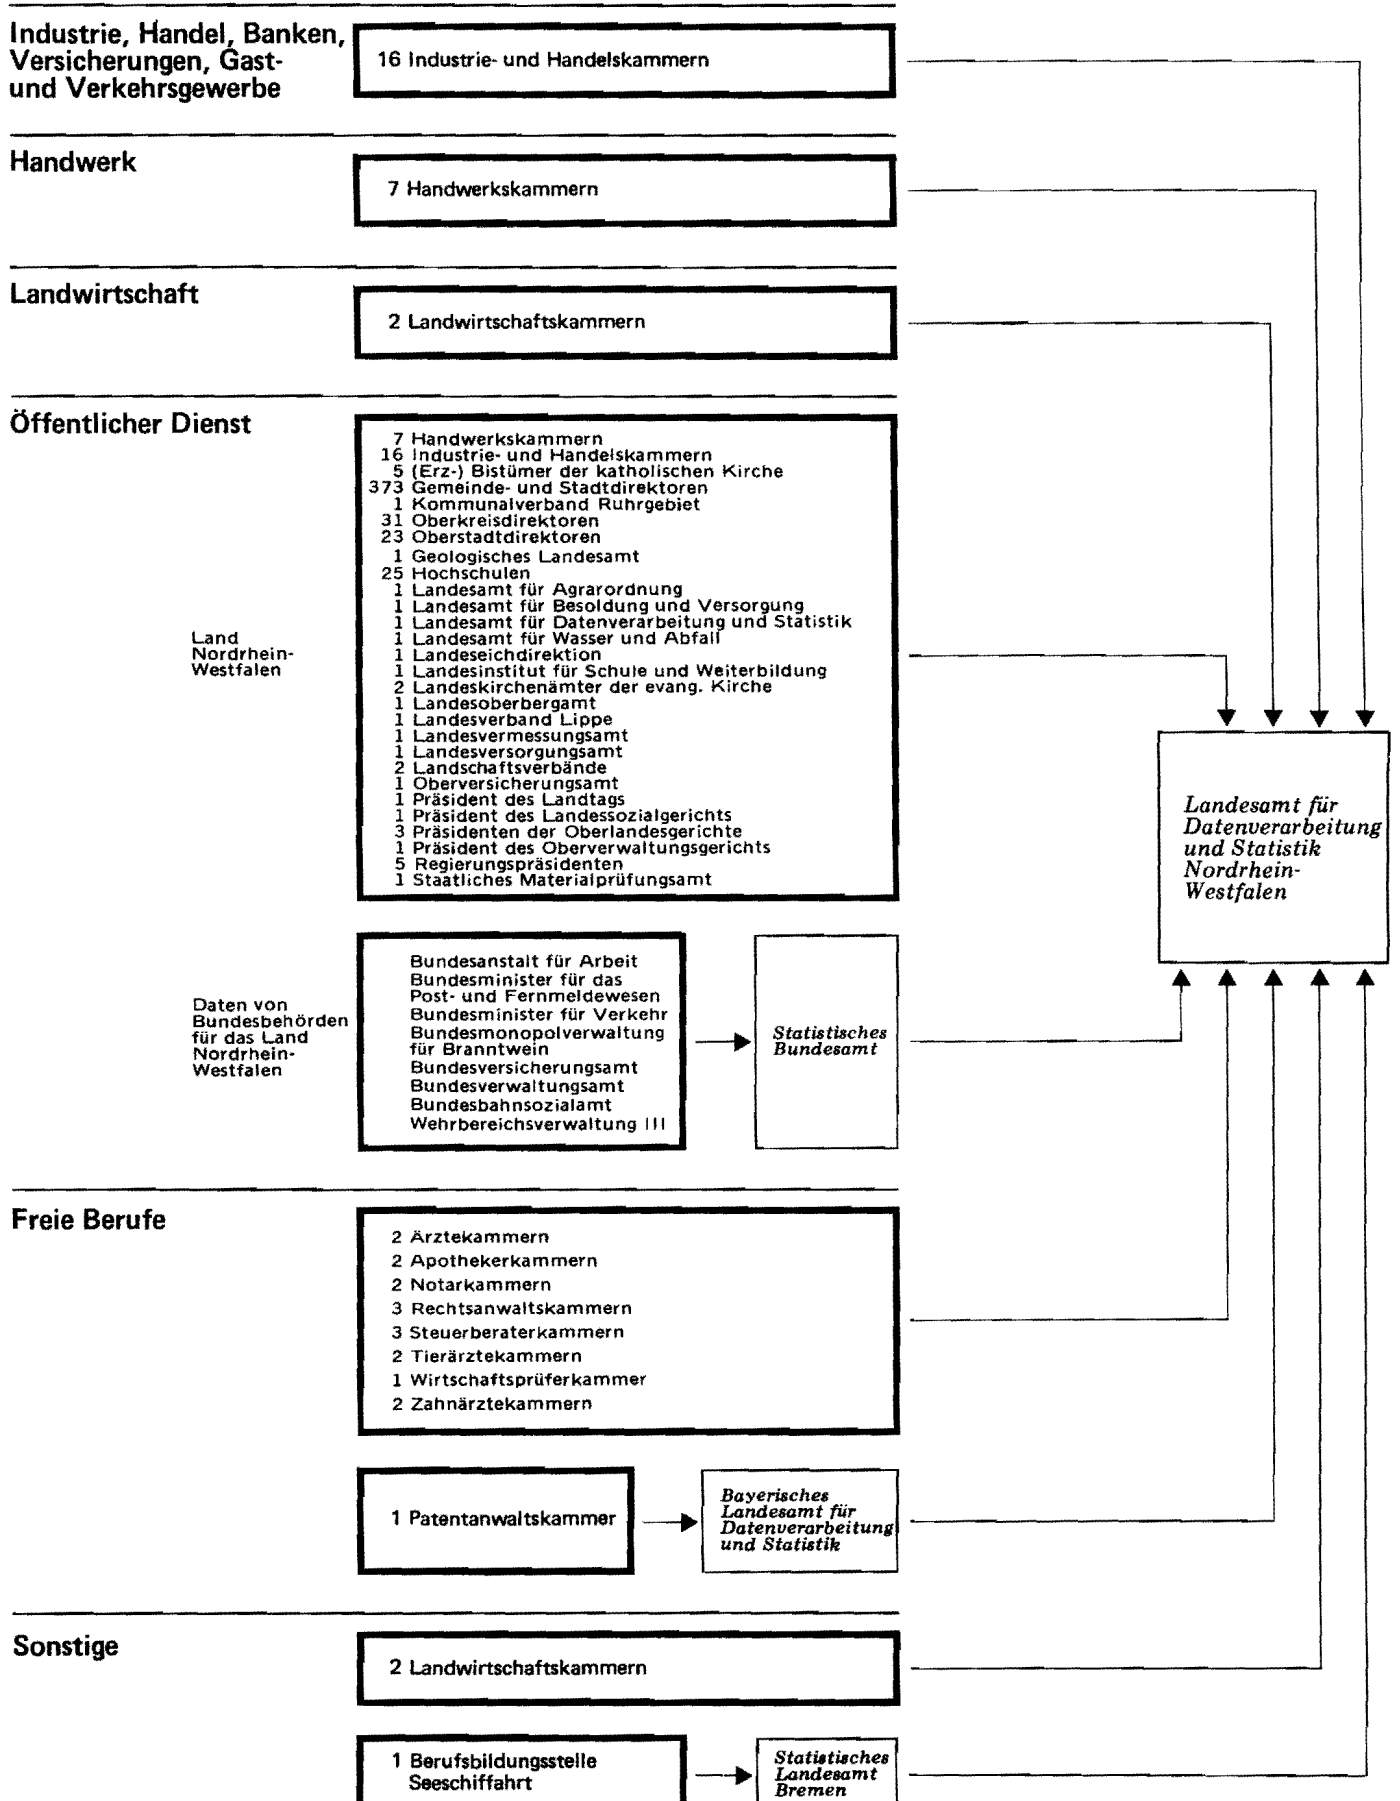 Industrie, Handel, Banken,
Versicherungen, Gast-
und Verkehrsgewerbe
16 Industrie- und Handelskammern
Handwerk
7 Handwerkskammern
Landwirtschaft
2 Landwirtschaftskammern
Öffentlicher Dienst
Land
Nordrhein-
Westfalen
7 Handwerkskammern
16 Industrie- und Handelskammern
5 (Erz-) Bistümer der katholischen Kirche
373 Gemeinde- und Stadtdirektoren
1 Kommunalverband Ruhrgebiet
31 Oberkreisdirektoren
23 Oberstadtdirektoren
1 Geologisches Landesamt
25 Hochschulen
1 Landesamt für Agrarordnung
1 Landesamt für Besoldung und Versorgung
1 Landesamt für Datenverarbeitung und Statistik
1 Landesamt für Wasser und Abfall
1 Landeseichdirektion
1 Landesinstitut für Schule und Weiterbildung
2 Landeskirchenämter der evang. Kirche
1 Landesoberbergamt
1 Landesverband Lippe
1 Landesvermessungsamt
1 Landesversorgungsamt
2 Landschaftsverbände
1 Oberversicherungsamt
1 Präsident des Landtags
1 Präsident des Landessozialgerichts
3 Präsidenten der Oberlandesgerichte
1 Präsident des Oberverwaltungsgerichts
5 Regierungspräsidenten
1 Staatliches Materialprüfungsamt
Landesamt für
Datenverarbeitung
und Statistik
Nordrhein-
Westfalen
Daten von
Bundesbehörden
für das Land
Nordrhein-
Westfalen
Bundesanstalt für Arbeit
Bundesminister für das
Post- und Fernmeldewesen
Bundesminister für Verkehr
Bundesmonopolverwaltung
für Branntwein
Bundesversicherungsamt
Bundesverwaltungsamt
Bundesbahnsozialamt
Wehrbereichsverwaltung III
Statistisches
Bundesamt
Freie Berufe
2 Ärztekammern
2 Apothekerkammern
2 Notarkammern
3 Rechtsanwaltskammern
3 Steuerberaterkammern
2 Tierärztekammern
1 Wirtschaftsprüferkammer
2 Zahnärztekammern
1 Patentanwaltskammer
Bayerisches
Landesamt für
Datenverarbeitung
und Statistik
Sonstige
2 Landwirtschaftskammern
1 Berufsbildungsstelle
Seeschiffahrt
Statistisches
Landesamt
Bremen